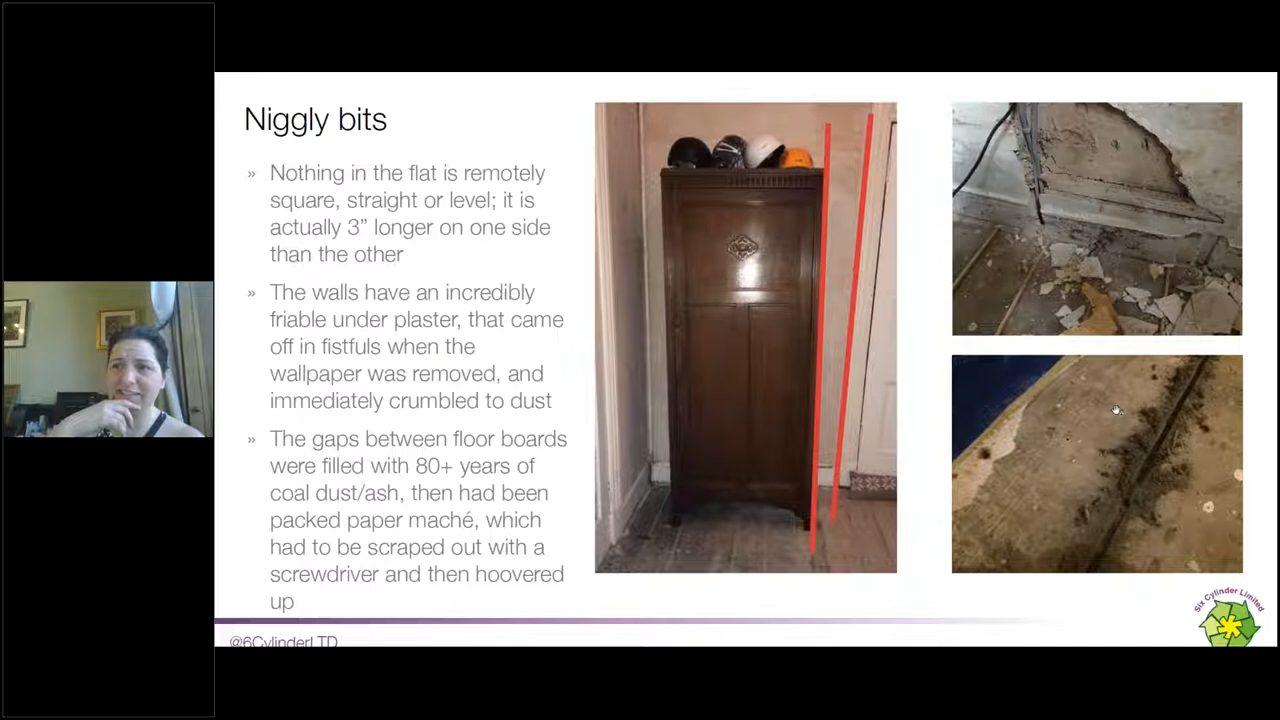 Niggly bits
» Nothing in the flat is remotely
square, straight or level; it is
actually 3” longer on one side
than the other
» The walls have an incredibly
friable under plaster, that came
off in fistfuls when the
wallpaper was removed, and
immediately crumbled to dust
» The gaps between floor boards
were filled with 80+ years of
coal dust/ash, then had been
packed paper maché, which
had to be scraped out with a
screwdriver and then hoovered
up
@6CylinderLTD
Six Cylinder Limited